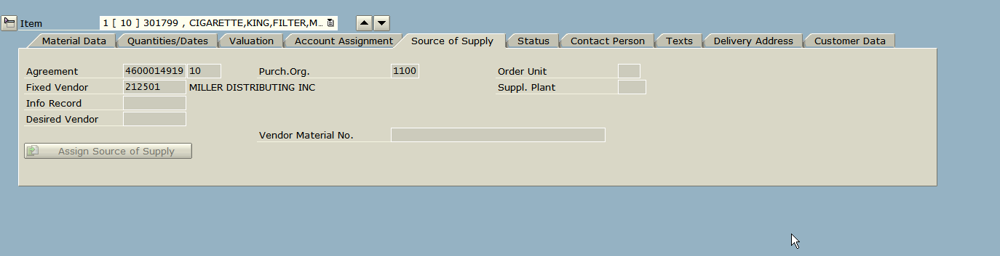 Item 1 [ 10 ] 301799 , CIGARETTE,KING,FILTER,M...
Material Data Quantities/Dates Valuation Account Assignment Source of Supply Status Contact Person Texts Delivery Address Customer Data
Agreement 4600014919 10 Purch.Org. 1100 Order Unit
Fixed Vendor 212501 MILLER DISTRIBUTING INC Suppl. Plant
Info Record
Desired Vendor
Vendor Material No.
Assign Source of Supply